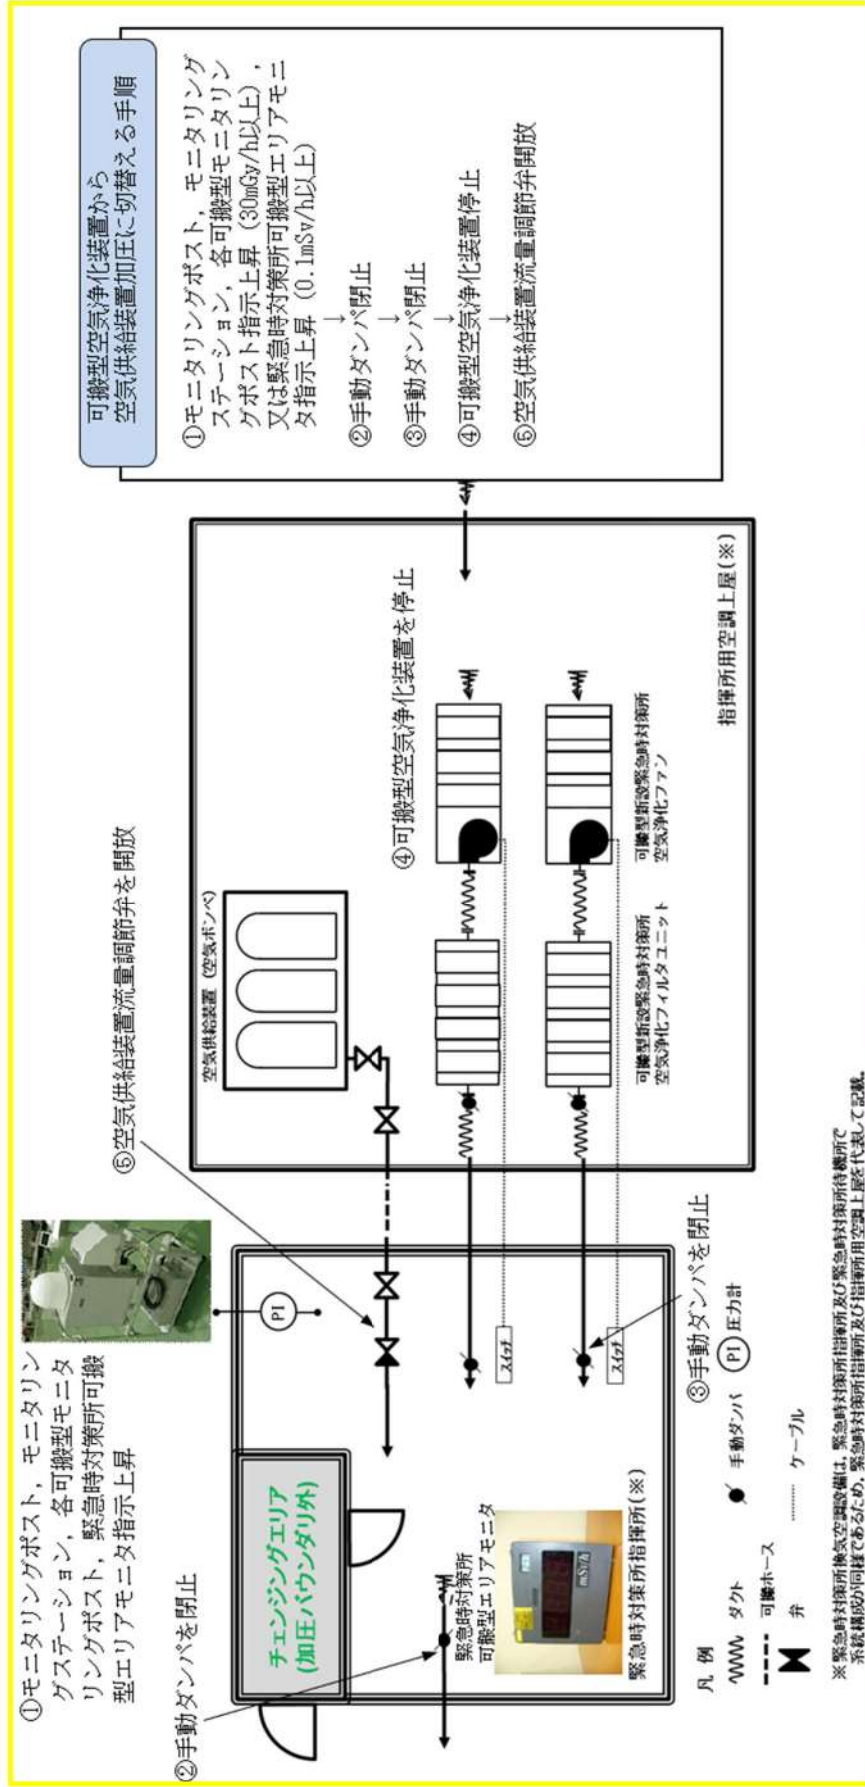 ①モニタリングポスト，モニタリン
グステーション，各可搬型モニタ
リングポスト，緊急時対策所可搬
型エリアモニタ指示上昇
②手動ダンパを閉止
チェンジングエリア
(加圧バウンダリ外)
PI
⑤空気供給装置流量調節弁を開放
緊急時対策所
可搬型エリアモニタ
mSv/h
緊急時対策所指揮所(※)
スイッチ
スイッチ
③手動ダンパを閉止
空気供給装置（空気ボンベ）
④可搬型空気浄化装置を停止
可搬型新設緊急時対策所
空気浄化フィルタユニット
可搬型新設緊急時対策所
空気浄化ファン
指揮所用空調上屋(※)
可搬型空気浄化装置から
空気供給装置加圧に切替える手順
①モニタリングポスト，モニタリング
ステーション，各可搬型モニタリン
グポスト指示上昇（30mGy/h以上），
又は緊急時対策所可搬型エリアモニ
タ指示上昇（0.1mSv/h以上）
↓
②手動ダンパ閉止
↓
③手動ダンパ閉止
↓
④可搬型空気浄化装置停止
↓
⑤空気供給装置流量調節弁開放
凡 例
ダクト
手動ダンパ
PI 圧力計
可搬ホース
弁
ケーブル
※緊急時対策所換気空調設備は，緊急時対策所指揮所及び緊急時対策所待機所で
系統構成が同様であるため，緊急時対策所指揮所及び指揮所用空調上屋を代表して記載。